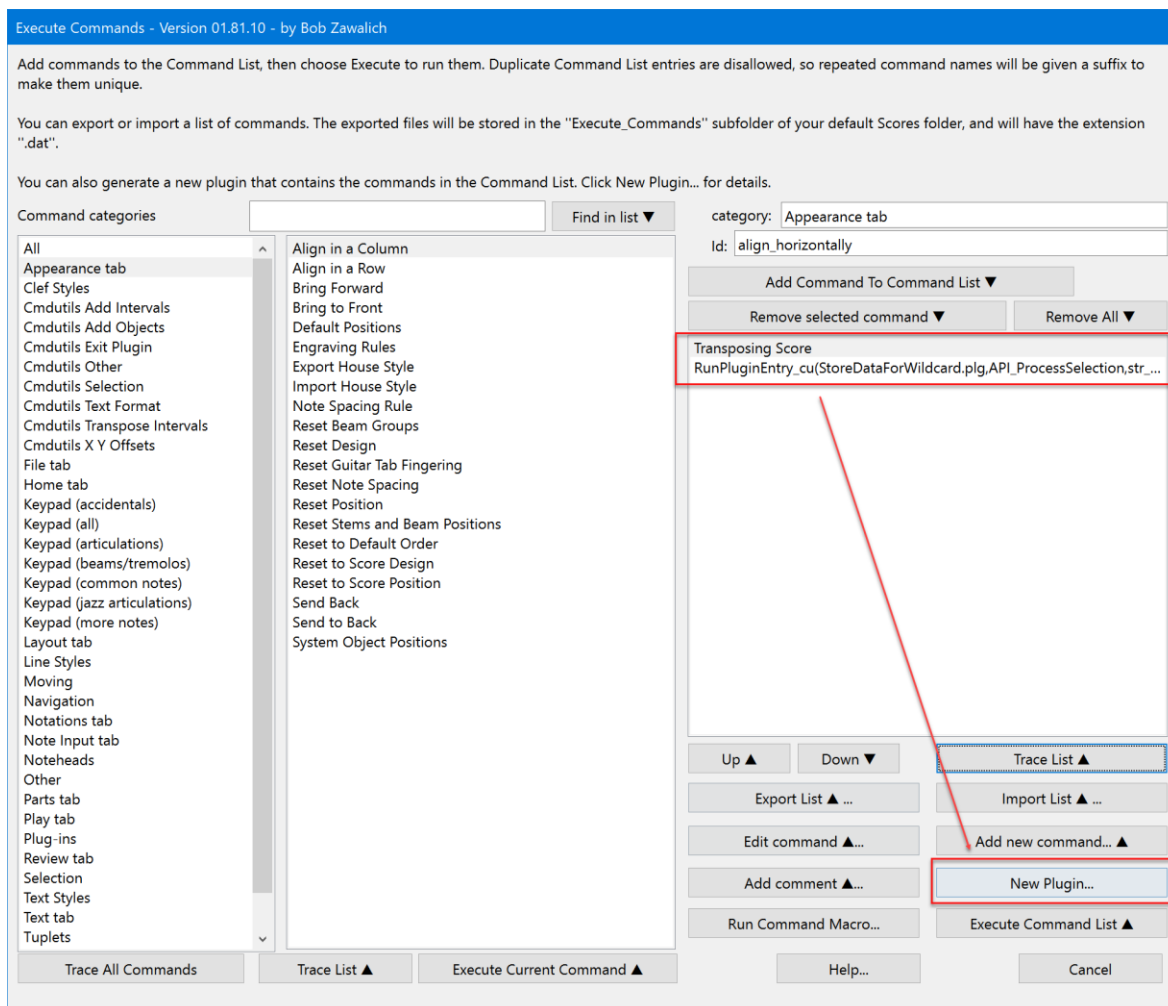 Execute Commands - Version 01.81.10 - by Bob Zawalich
Add commands to the Command List, then choose Execute to run them. Duplicate Command List entries are disallowed, so repeated command names will be given a suffix to
make them unique.
You can export or import a list of commands. The exported files will be stored in the "Execute_Commands" subfolder of your default Scores folder, and will have the extension
".dat".
You can also generate a new plugin that contains the commands in the Command List. Click New Plugin... for details.
Command categories
Find in list ▼
category: Appearance tab
Id: align_horizontally
All
Appearance tab
Clef Styles
Cmdutils Add Intervals
Cmdutils Add Objects
Cmdutils Exit Plugin
Cmdutils Other
Cmdutils Selection
Cmdutils Text Format
Cmdutils Transpose Intervals
Cmdutils X Y Offsets
File tab
Home tab
Keypad (accidentals)
Keypad (all)
Keypad (articulations)
Keypad (beams/tremolos)
Keypad (common notes)
Keypad (jazz articulations)
Keypad (more notes)
Layout tab
Line Styles
Moving
Navigation
Notations tab
Note Input tab
Noteheads
Other
Parts tab
Play tab
Plug-ins
Review tab
Selection
Text Styles
Text tab
Tuplets
Align in a Column
Align in a Row
Bring Forward
Bring to Front
Default Positions
Engraving Rules
Export House Style
Import House Style
Note Spacing Rule
Reset Beam Groups
Reset Design
Reset Guitar Tab Fingering
Reset Note Spacing
Reset Position
Reset Stems and Beam Positions
Reset to Default Order
Reset to Score Design
Reset to Score Position
Send Back
Send to Back
System Object Positions
Add Command To Command List ▼
Remove selected command ▼
Remove All ▼
Transposing Score
RunPluginEntry_cu(StoreDataForWildcard.plg,API_ProcessSelection,str_...
Up ▲
Down ▼
Trace List ▲
Export List ▲ ...
Import List ▲ ...
Edit command ▲...
Add new command... ▲
Add comment ▲...
New Plugin...
Run Command Macro...
Execute Command List ▲
Trace All Commands
Trace List ▲
Execute Current Command ▲
Help...
Cancel